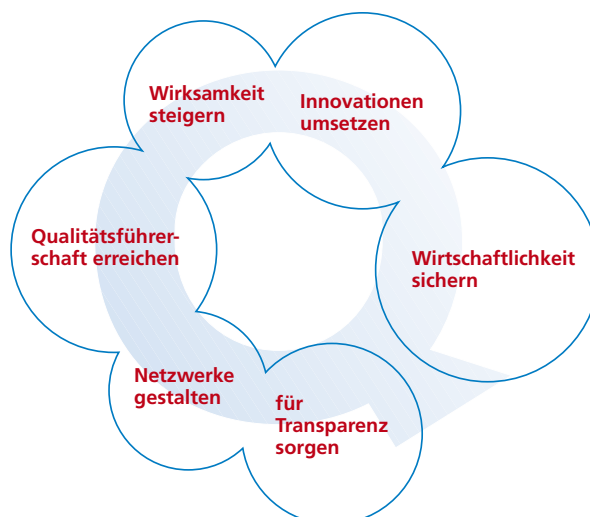 Wirksamkeit
steigern
Innovationen
umsetzen
Qualitätsführer-
schaft erreichen
Wirtschaftlichkeit
sichern
Netzwerke
gestalten
für
Transparenz
sorgen